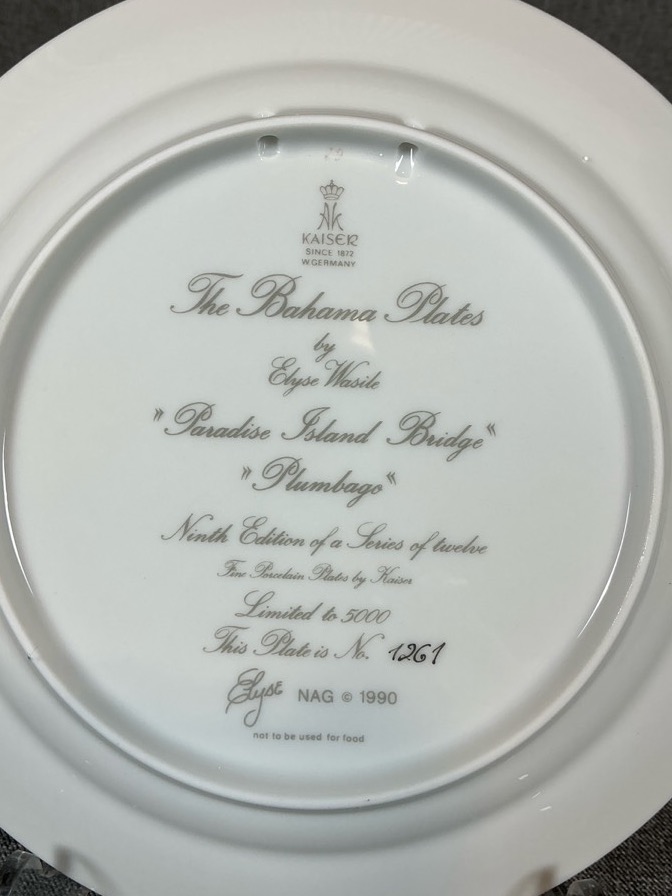 AK
KAISER
SINCE 1872
W.GERMANY
The Bahama Plates
by
Elyse Wasile
"Paradise Island Bridge"
"Plumbago"
Ninth Edition of a Series of twelve
Fine Porcelain Plates by Kaiser
Limited to 5000
This Plate is No. 1261
Elyse NAG © 1990
not to be used for food